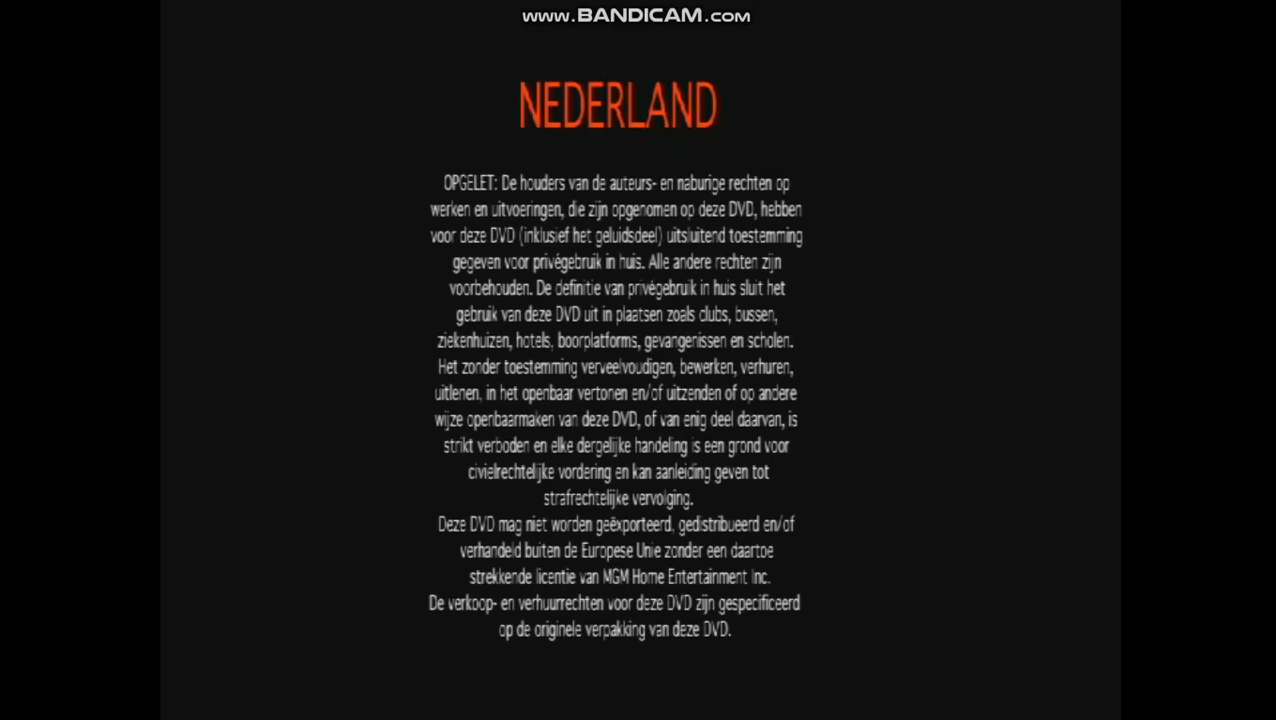 www.BANDICAM.com
NEDERLAND
OPGELET: De houders van de auteurs- en naburige rechten op
werken en uitvoeringen, die zijn opgenomen op deze DVD, hebben
voor deze DVD (inklusief het geluidsdeel) uitsluitend toestemming
gegeven voor privégebruik in huis. Alle andere rechten zijn
voorbehouden. De definitie van privégebruik in huis sluit het
gebruik van deze DVD uit in plaatsen zoals clubs, bussen,
ziekenhuizen, hotels, boorplatforms, gevangenissen en scholen.
Het zonder toestemming verveelvoudigen, bewerken, verhuren,
uitlenen, in het openbaar vertonen en/of uitzenden of op andere
wijze openbaarmaken van deze DVD, of van enig deel daarvan, is
strikt verboden en elke dergelijke handeling is een grond voor
civielrechtelijke vordering en kan aanleiding geven tot
strafrechtelijke vervolging.
Deze DVD mag niet worden geëxporteerd, gedistribueerd en/of
verhandeld buiten de Europese Unie zonder een daartoe
strekkende licentie van MGM Home Entertainment Inc.
De verkoop- en verhuurrechten voor deze DVD zijn gespecificeerd
op de originele verpakking van deze DVD.